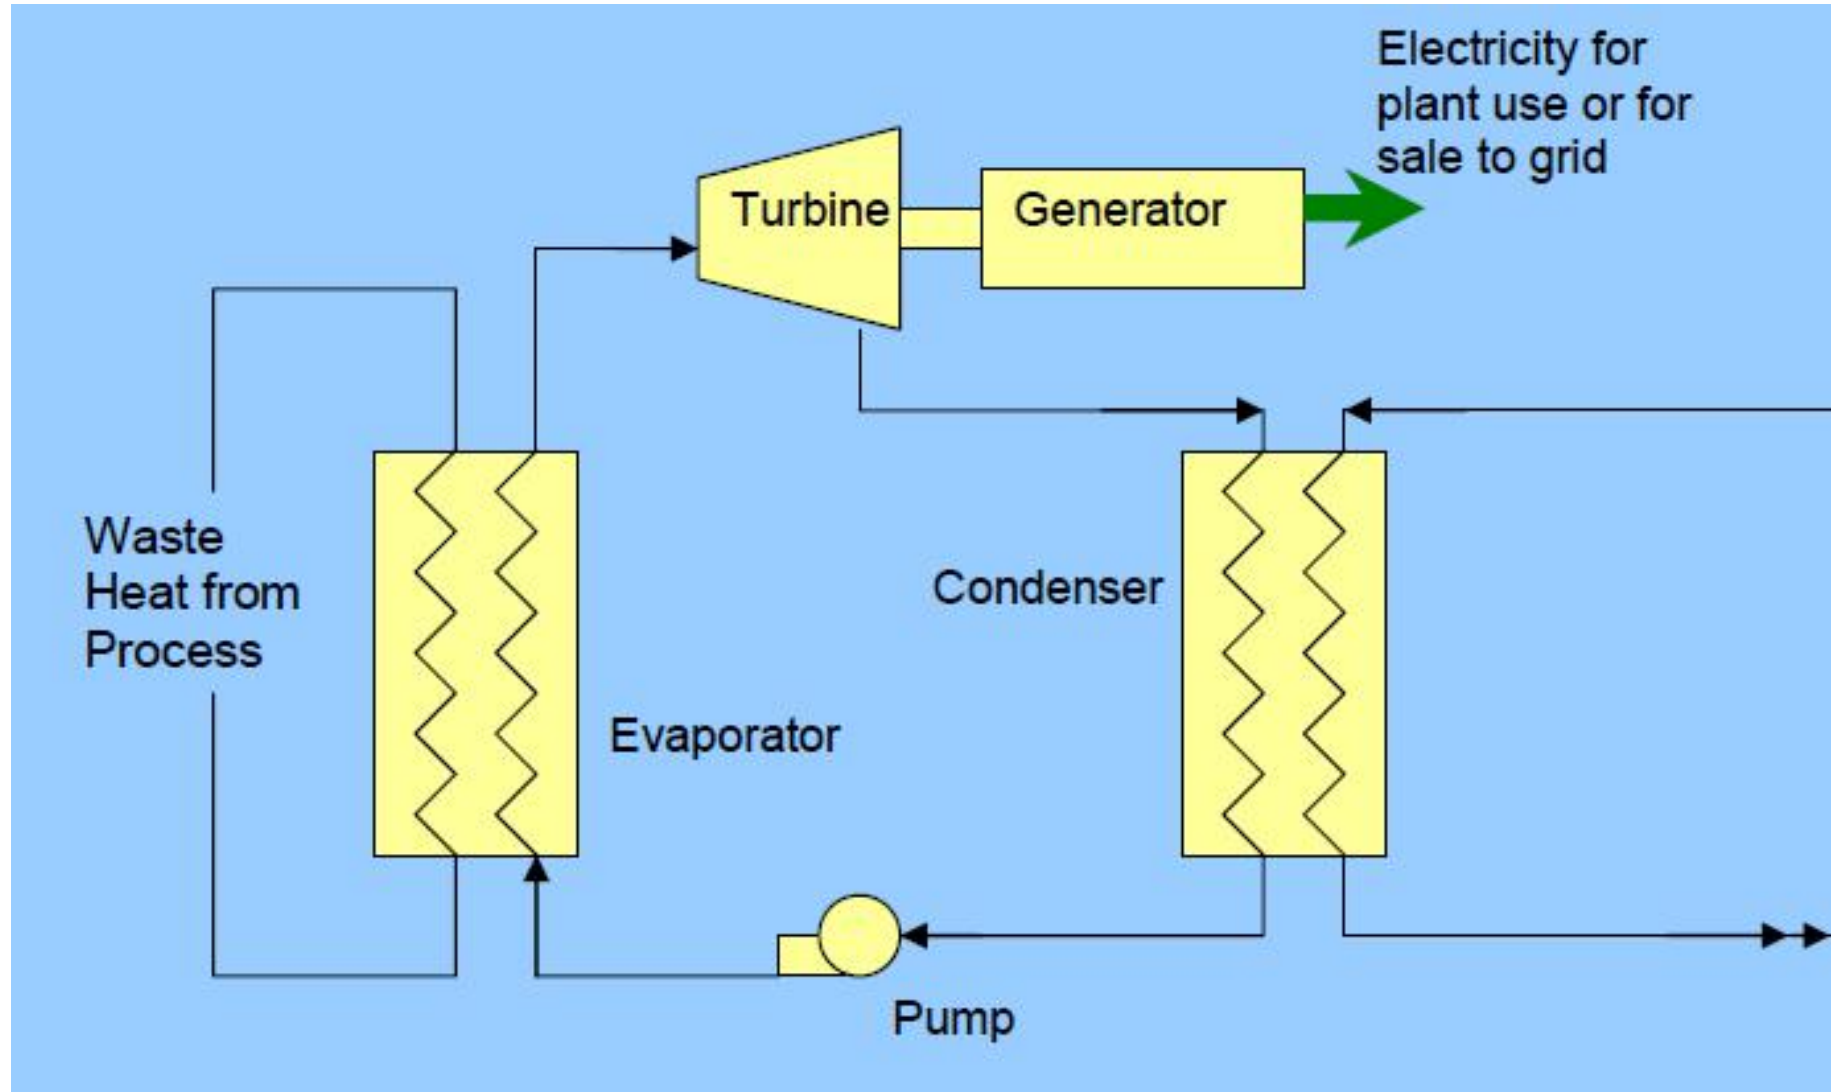 Electricity for
plant use or for
sale to grid
Turbine
Generator
Waste
Heat from
Process
Condenser
Evaporator
Pump